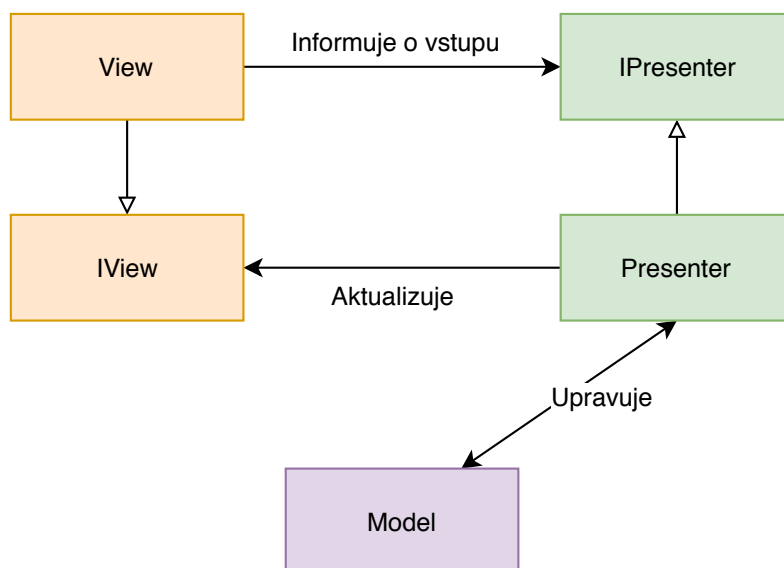 View
Informuje o vstupu
IPresenter
IView
Aktualizuje
Presenter
Upravuje
Model